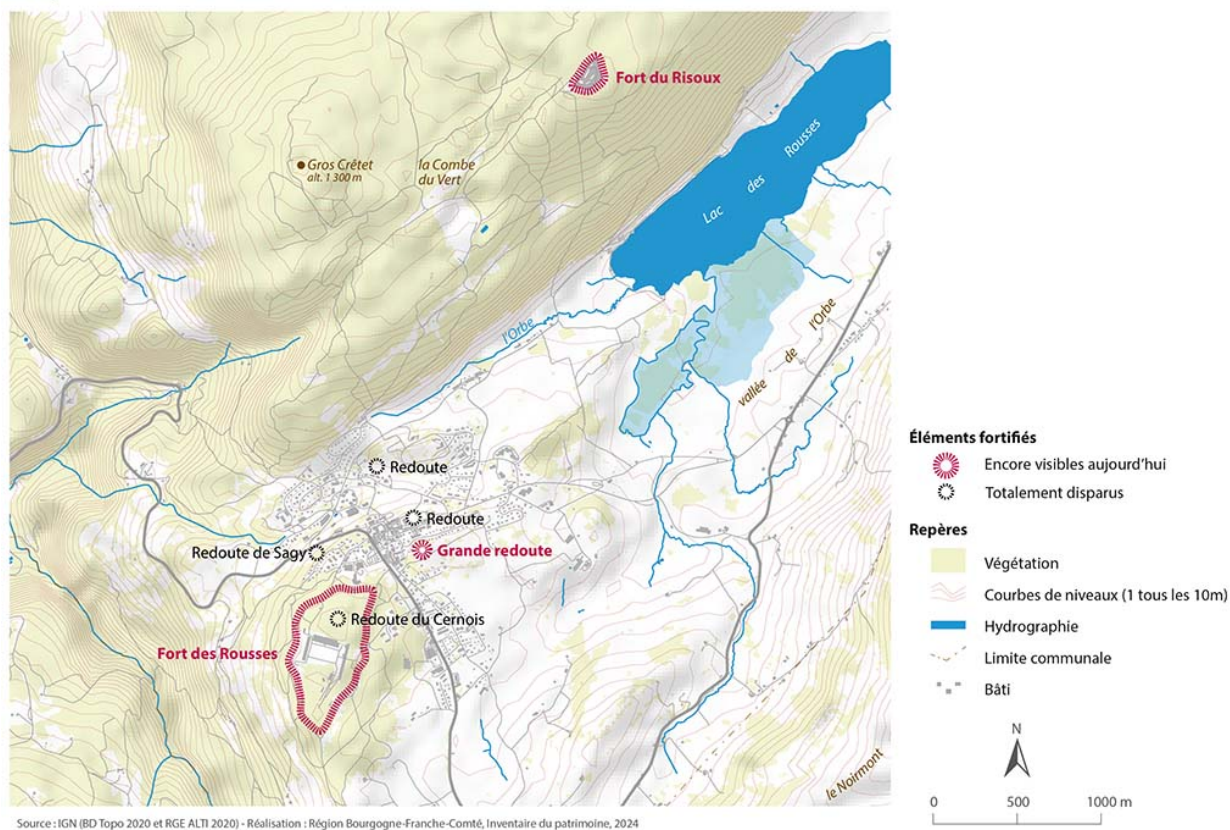 Fort du Risoux
Gros Crêtet
alt. 1 300 m
la Combe
du Vert
Lac des Rousses
l'Orbe
vallée de l'Orbe
Redoute
Redoute
Redoute de Sagy
Grande redoute
Redoute du Cernois
Fort des Rousses
le Noirmont
Éléments fortifiés
Encore visibles aujourd'hui
Totalement disparus
Repères
Végétation
Courbes de niveaux (1 tous les 10m)
Hydrographie
Limite communale
Bâti
N
0 500 1000 m
Source : IGN (BD Topo 2020 et RGE ALTI 2020) - Réalisation : Région Bourgogne-Franche-Comté, Inventaire du patrimoine, 2024